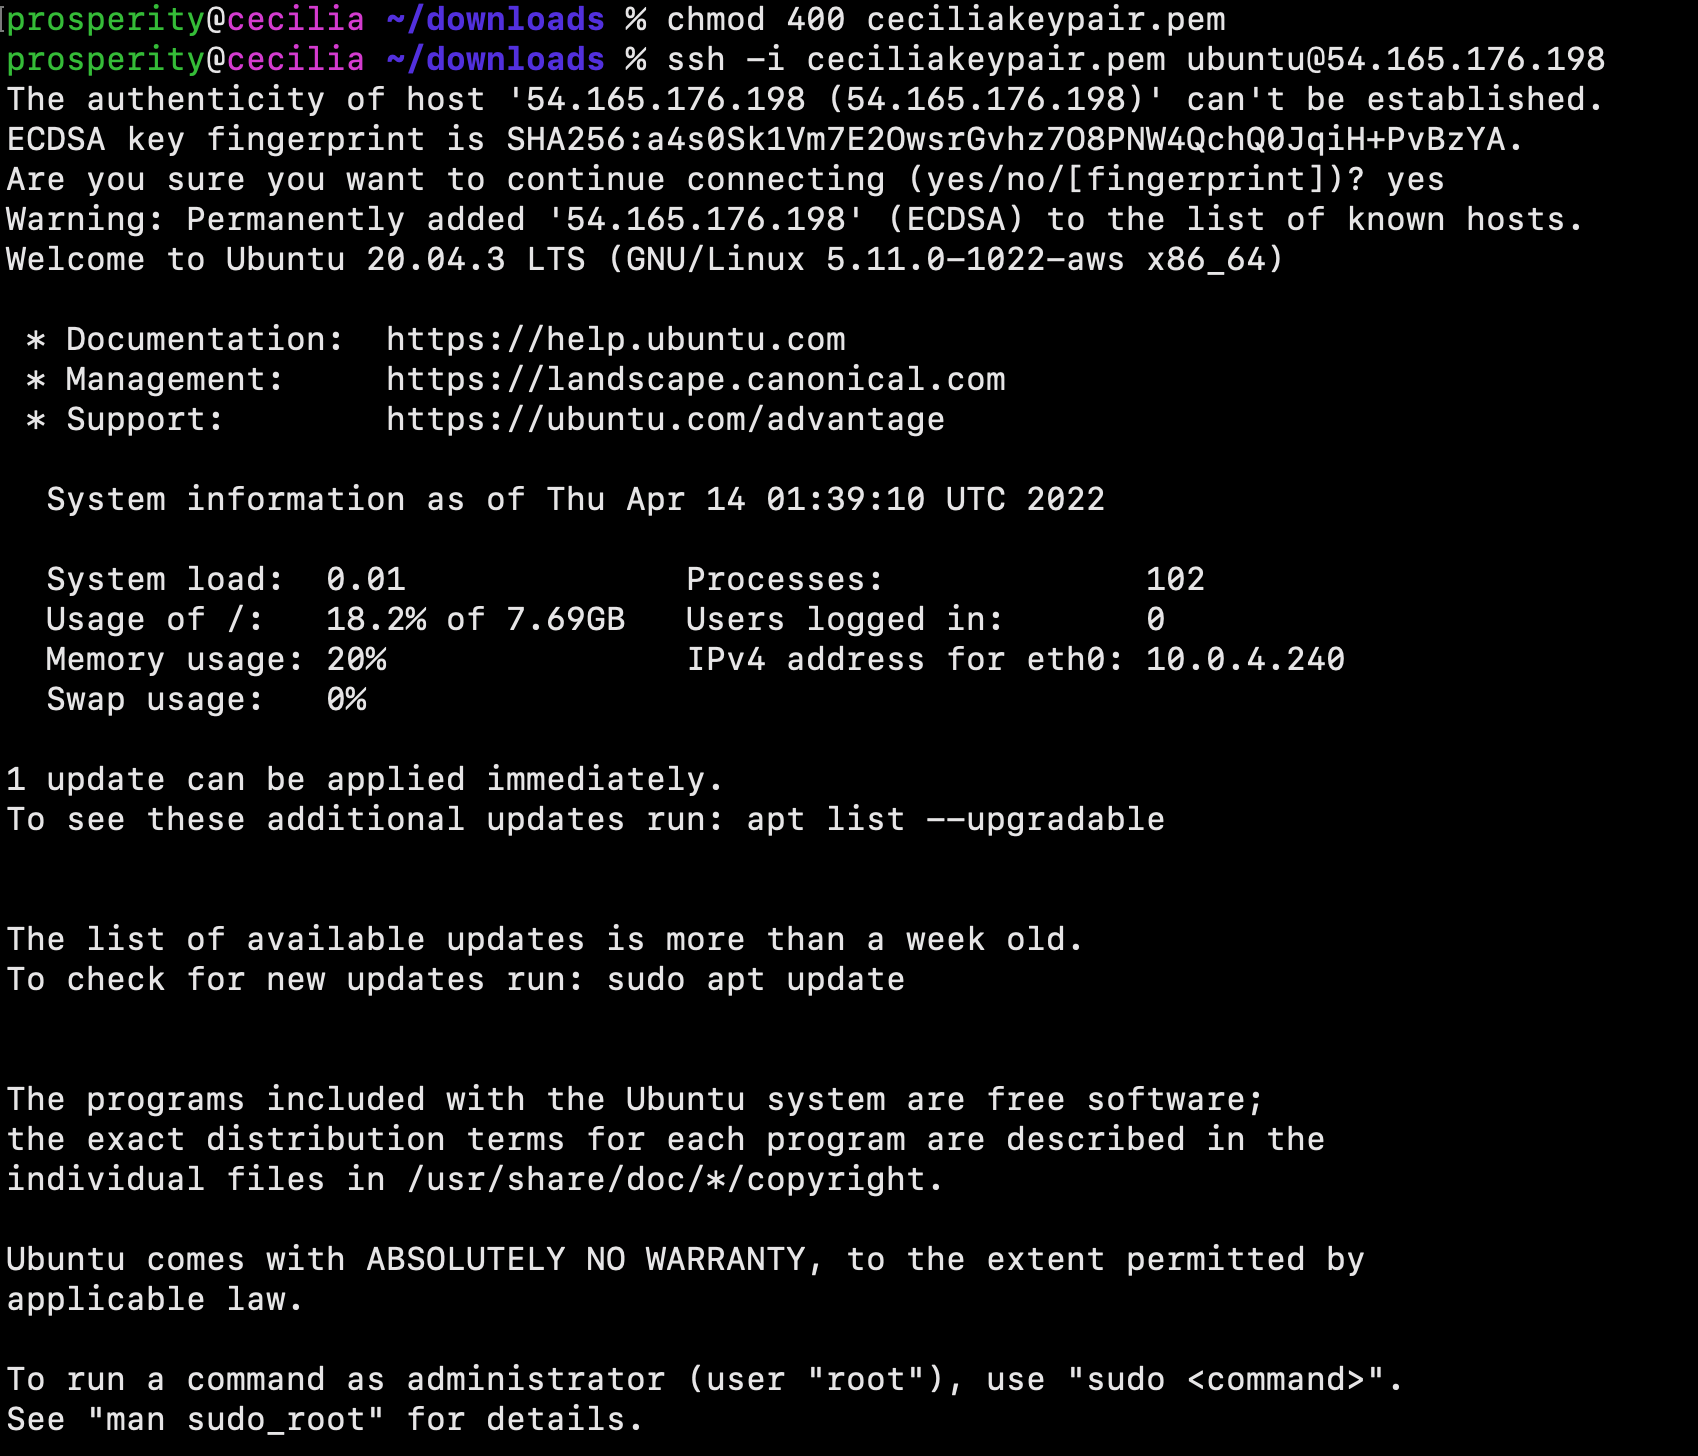 prosperity@cecilia ~/downloads % chmod 400 ceciliakeypair.pem
prosperity@cecilia ~/downloads % ssh -i ceciliakeypair.pem ubuntu@54.165.176.198
The authenticity of host '54.165.176.198 (54.165.176.198)' can't be established.
ECDSA key fingerprint is SHA256:a4s0Sk1Vm7E2OwsrGvhz7O8PNW4QchQ0JqiH+PvBzYA.
Are you sure you want to continue connecting (yes/no/[fingerprint])? yes
Warning: Permanently added '54.165.176.198' (ECDSA) to the list of known hosts.
Welcome to Ubuntu 20.04.3 LTS (GNU/Linux 5.11.0-1022-aws x86_64)

 * Documentation:  https://help.ubuntu.com
 * Management:     https://landscape.canonical.com
 * Support:        https://ubuntu.com/advantage

  System information as of Thu Apr 14 01:39:10 UTC 2022

  System load:  0.01              Processes:             102
  Usage of /:   18.2% of 7.69GB   Users logged in:       0
  Memory usage: 20%               IPv4 address for eth0: 10.0.4.240
  Swap usage:   0%

1 update can be applied immediately.
To see these additional updates run: apt list --upgradable


The list of available updates is more than a week old.
To check for new updates run: sudo apt update


The programs included with the Ubuntu system are free software;
the exact distribution terms for each program are described in the
individual files in /usr/share/doc/*/copyright.

Ubuntu comes with ABSOLUTELY NO WARRANTY, to the extent permitted by
applicable law.

To run a command as administrator (user "root"), use "sudo <command>".
See "man sudo_root" for details.